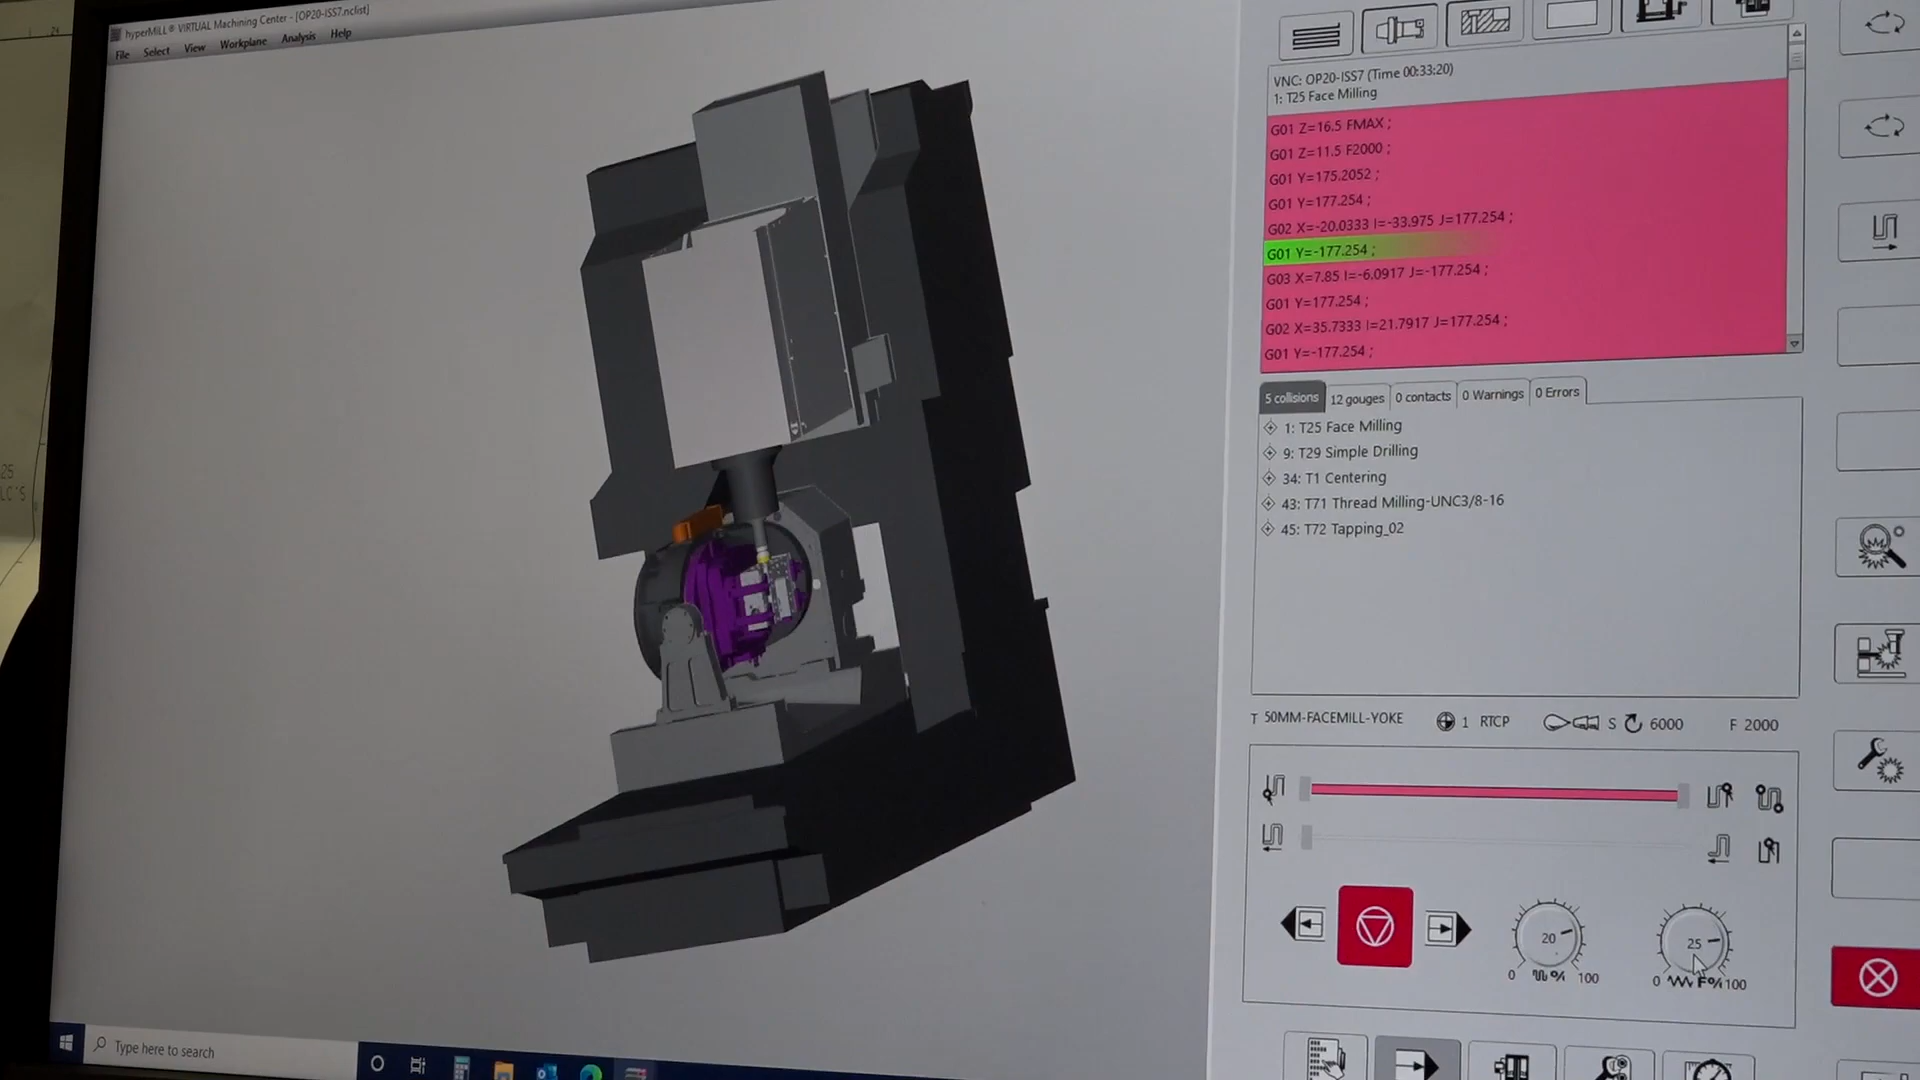 hyperMILL® VIRTUAL Machining Center - [OP20-ISS7.nclist]
File Select View Workplane Analysis Help
VNC: OP20-ISS7 (Time 00:33:20)
1: T25 Face Milling
G01 Z=16.5 FMAX ;
G01 Z=11.5 F2000 ;
G01 Y=175.2052 ;
G01 Y=177.254 ;
G02 X=-20.0333 I=-33.975 J=177.254 ;
G01 Y=-177.254 ;
G03 X=7.85 I=-6.0917 J=-177.254 ;
G01 Y=177.254 ;
G02 X=35.7333 I=21.7917 J=177.254 ;
G01 Y=-177.254 ;
5 collisions 12 gouges 0 contacts 0 Warnings 0 Errors
1: T25 Face Milling
9: T29 Simple Drilling
34: T1 Centering
43: T71 Thread Milling-UNC3/8-16
45: T72 Tapping_02
T 50MM-FACEMILL-YOKE 1 RTCP S 6000 F 2000
20 25
0 % 100 0 F% 100
Type here to search
25
LC'S